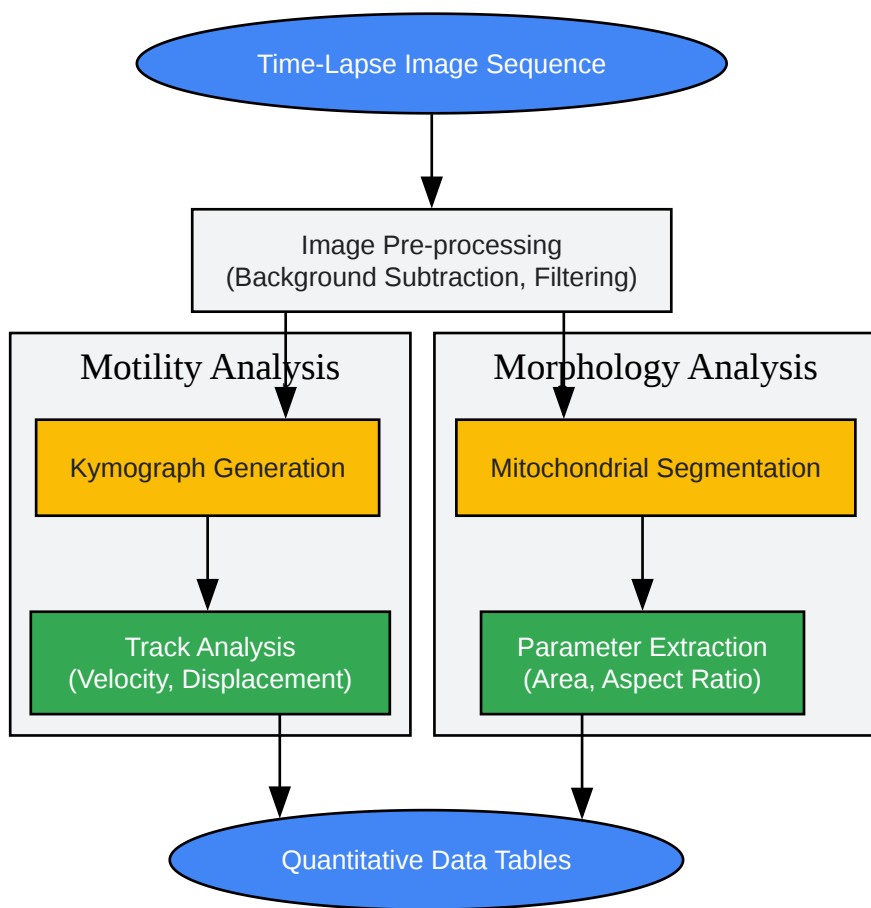 Time-Lapse Image Sequence
Image Pre-processing
(Background Subtraction, Filtering)
Motility Analysis
Kymograph Generation
Track Analysis
(Velocity, Displacement)
Morphology Analysis
Mitochondrial Segmentation
Parameter Extraction
(Area, Aspect Ratio)
Quantitative Data Tables